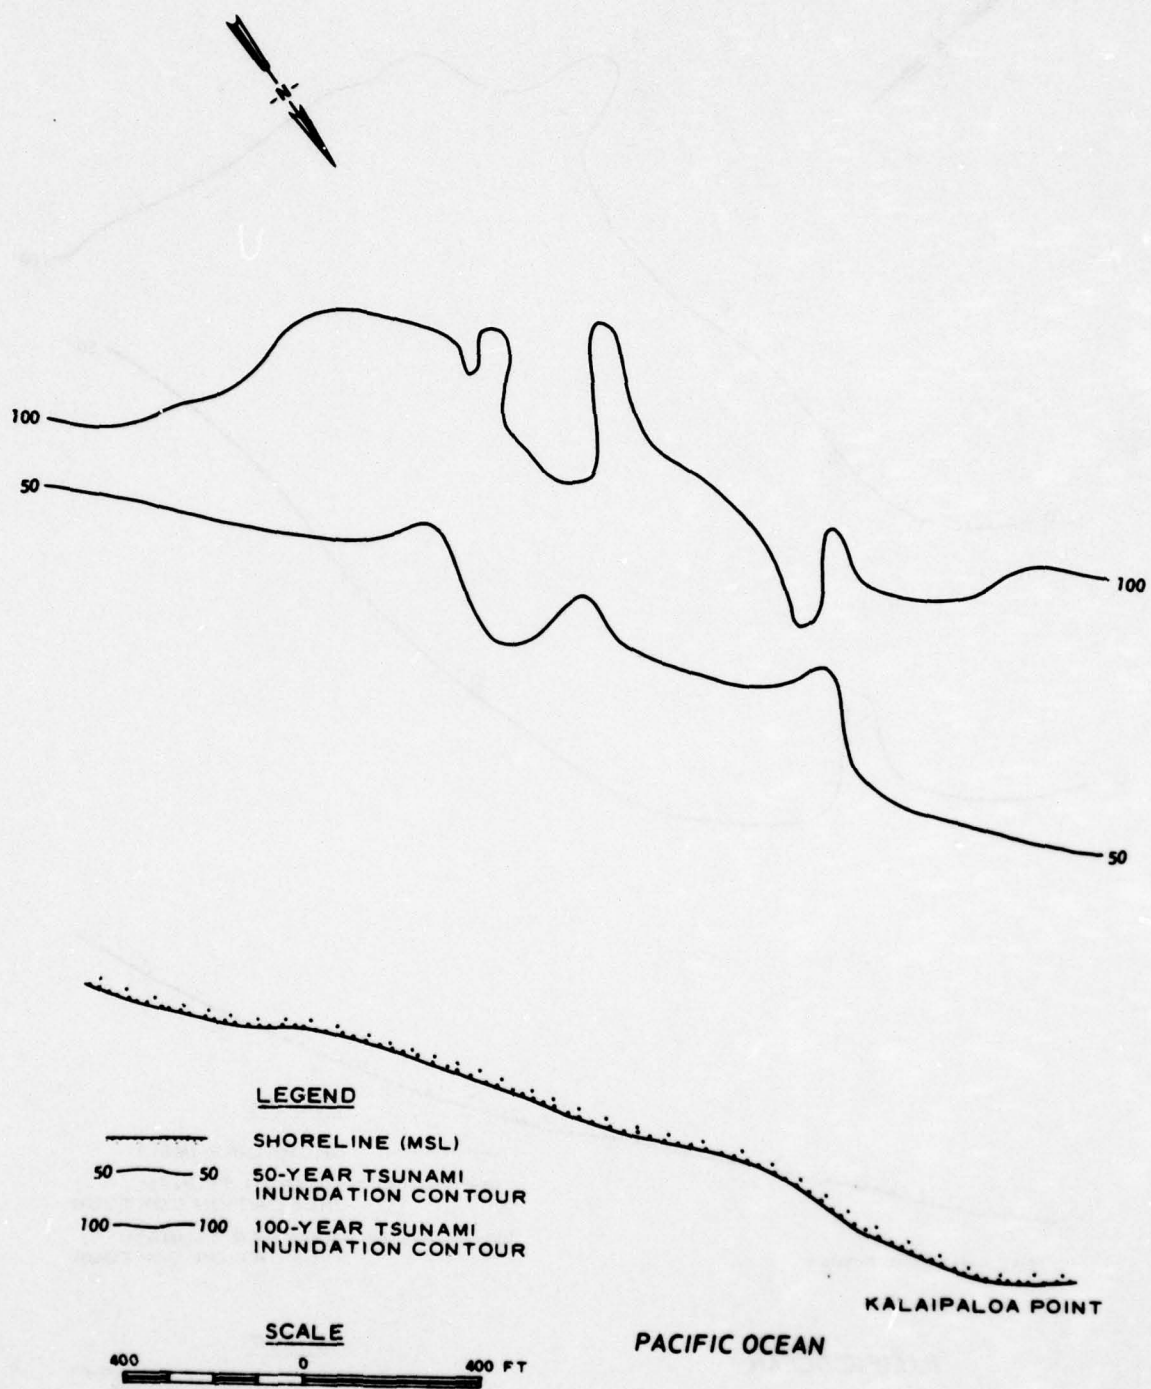 N
100
50
100
50
LEGEND
SHORELINE (MSL)
50 50 50-YEAR TSUNAMI
INUNDATION CONTOUR
100 100 100-YEAR TSUNAMI
INUNDATION CONTOUR
KALAIPALOA POINT
SCALE
PACIFIC OCEAN
400 0 400 FT